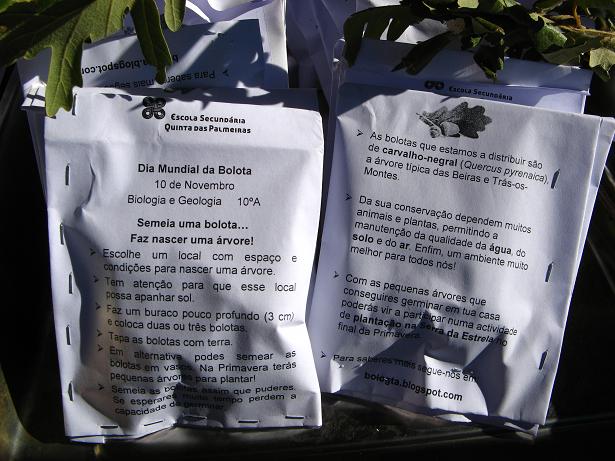 bo    .blogspot.com
Para saberes mais segue
ESCOLA SECUNDÁRIA
QUINTA DAS PALMEIRAS
Dia Mundial da Bolota
10 de Novembro
Biologia e Geologia 10ºA
Semeia uma bolota…
Faz nascer uma árvore!
➢ Escolhe um local com espaço e
condições para nascer uma árvore.
➢ Tem atenção para que esse local
possa apanhar sol.
➢ Faz um buraco pouco profundo (3 cm)
e coloca duas ou três bolotas.
➢ Tapa as bolotas com terra.
➢ Em alternativa podes semear as
bolotas em vasos. Na Primavera terás
pequenas árvores para plantar!
➢ Semeia as bolotas assim que puderes.
Se esperares muito tempo perdem a
capacidade de germinar.
ESCOLA SECUNDÁRIA
➢ As bolotas que estamos a distribuir são
de carvalho-negral (Quercus pyrenaica),
a árvore típica das Beiras e Trás-os-
Montes.
➢ Da sua conservação dependem muitos
animais e plantas, permitindo a
manutenção da qualidade da água, do
solo e do ar. Enfim, um ambiente muito
melhor para todos nós!
➢ Com as pequenas árvores que
conseguires germinar em tua casa
poderás vir a participar numa actividade
de plantação na Serra da Estrela no
final da Primavera.
➢ Para saberes mais segue-nos em:
bolotata.blogspot.com